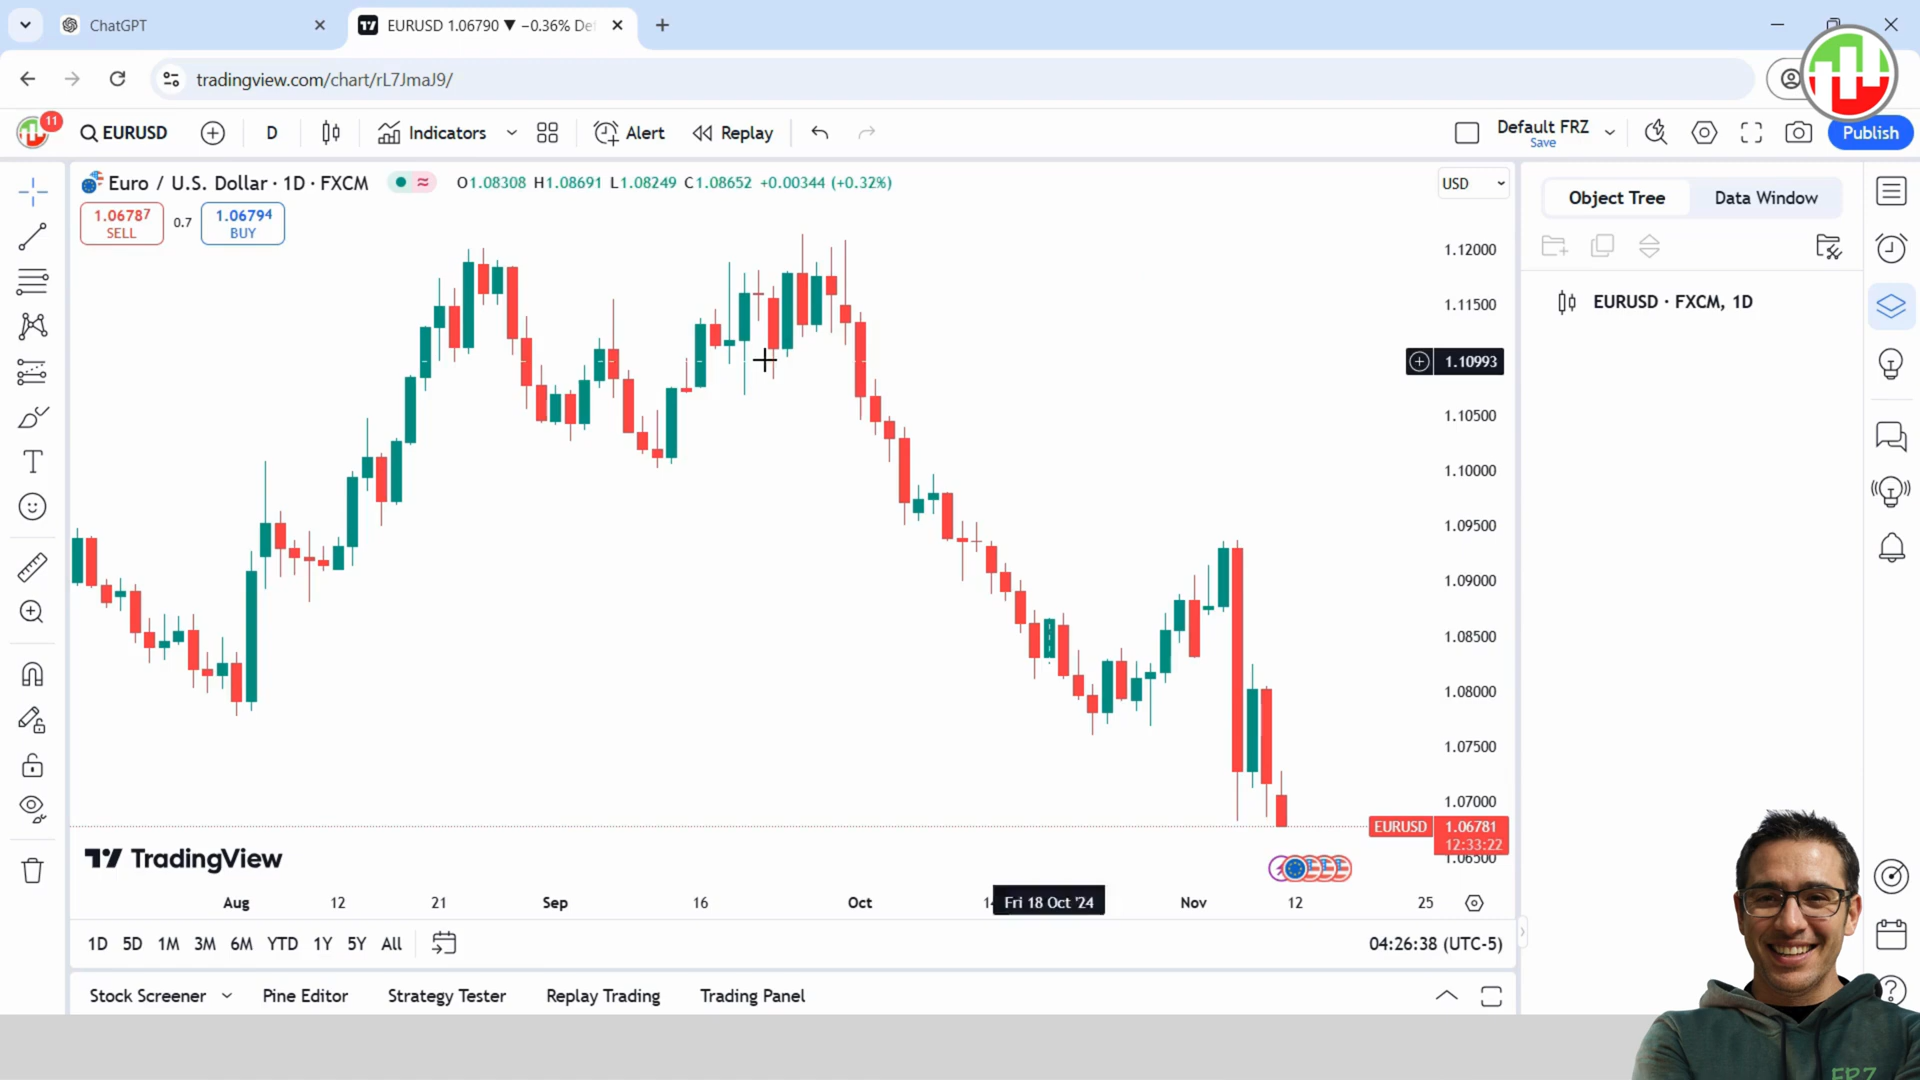 ChatGPT
EURUSD 1.06790 ▼ −0.36% De
tradingview.com/chart/rL7JmaJ9/
11
EURUSD
D
Indicators
Alert
Replay
Default FRZ
Save
Publish
Euro / U.S. Dollar · 1D · FXCM
O1.08308 H1.08691 L1.08249 C1.08652 +0.00344 (+0.32%)
USD
1.06787
SELL
0.7
1.06794
BUY
Object Tree
Data Window
EURUSD · FXCM, 1D
1.12000
1.11500
1.10993
1.10500
1.10000
1.09500
1.09000
1.08500
1.08000
1.07500
1.07000
EURUSD
1.06781
12:33:22
1.06500
TradingView
Aug
12
21
Sep
16
Oct
14
Fri 18 Oct '24
Nov
12
25
1D 5D 1M 3M 6M YTD 1Y 5Y All
04:26:38 (UTC-5)
Stock Screener
Pine Editor
Strategy Tester
Replay Trading
Trading Panel
FRZ